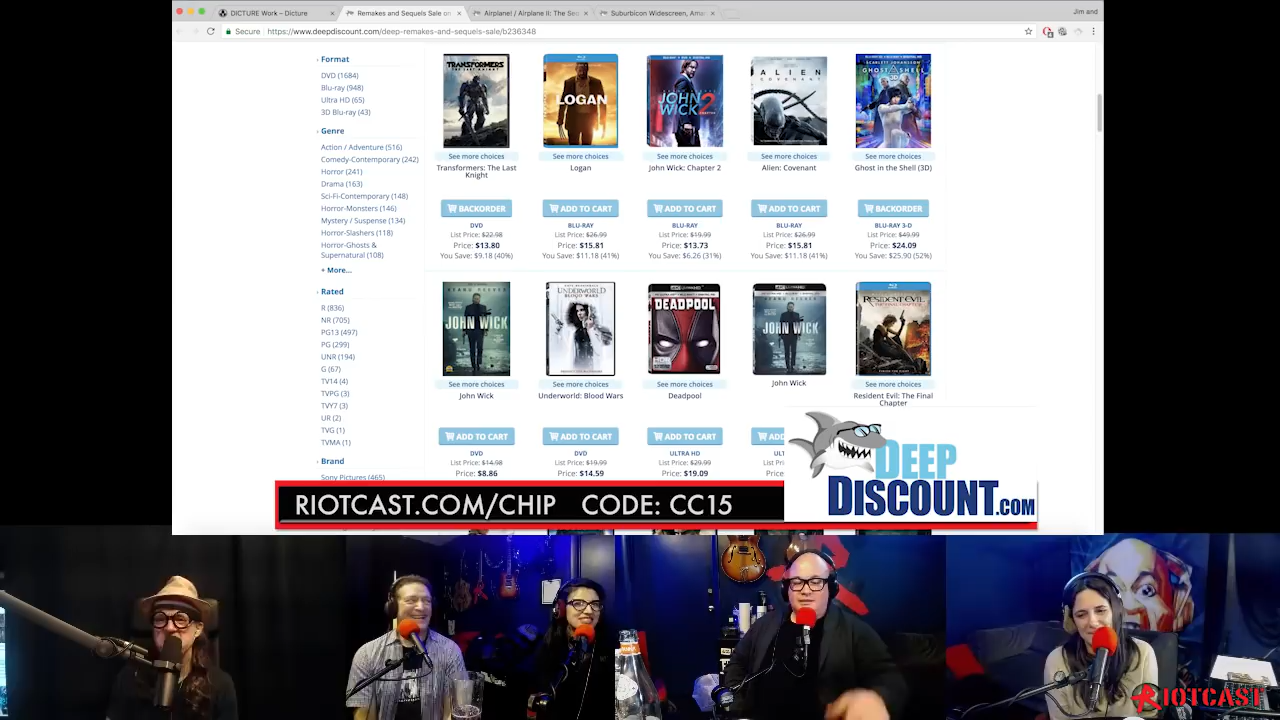 DICTURE Work – Dicture
Remakes and Sequels Sale on
Airplane! / Airplane II: The Seq
Suburbicon Widescreen, Amar
Jim and
Secure
https://www.deepdiscount.com/deep-remakes-and-sequels-sale/b236348
Format
DVD (1684)
Blu-ray (948)
Ultra HD (65)
3D Blu-ray (43)
Genre
Action / Adventure (516)
Comedy-Contemporary (242)
Horror (241)
Drama (163)
Sci-Fi-Contemporary (148)
Horror-Monsters (146)
Mystery / Suspense (134)
Horror-Slashers (118)
Horror-Ghosts &
Supernatural (108)
+ More...
Rated
R (836)
NR (705)
PG13 (497)
PG (299)
UNR (194)
G (67)
TV14 (4)
TVPG (3)
TVY7 (3)
UR (2)
TVG (1)
TVMA (1)
Brand
Sony Pictures (465)
TRANSFORMERS
LOGAN
JOHN WICK 2
ALIEN
COVENANT
SCARLETT JOHANSSON
GHOST IN THE SHELL
3D
See more choices
See more choices
See more choices
See more choices
See more choices
Transformers: The Last
Knight
Logan
John Wick: Chapter 2
Alien: Covenant
Ghost in the Shell (3D)
BACKORDER
ADD TO CART
ADD TO CART
ADD TO CART
BACKORDER
DVD
BLU-RAY
BLU-RAY
BLU-RAY
BLU-RAY 3-D
List Price: $22.98
List Price: $26.99
List Price: $19.99
List Price: $26.99
List Price: $49.99
Price: $13.80
Price: $15.81
Price: $13.73
Price: $15.81
Price: $24.09
You Save: $9.18 (40%)
You Save: $11.18 (41%)
You Save: $6.26 (31%)
You Save: $11.18 (41%)
You Save: $25.90 (52%)
KEANU REEVES
JOHN WICK
UNDERWORLD
BLOOD WARS
DEADPOOL
KEANU REEVES
JOHN WICK
RESIDENT EVIL
See more choices
See more choices
See more choices
See more choices
John Wick
Underworld: Blood Wars
Deadpool
John Wick
Resident Evil: The Final
Chapter
ADD TO CART
ADD TO CART
ADD TO CART
ADD
DVD
DVD
ULTRA HD
ULT
List Price: $14.98
List Price: $19.99
List Price: $29.99
Price: $8.86
Price: $14.59
Price: $19.09
DEEP
DISCOUNT.COM
RIOTCAST.COM/CHIP CODE: CC15
RIOTCAST